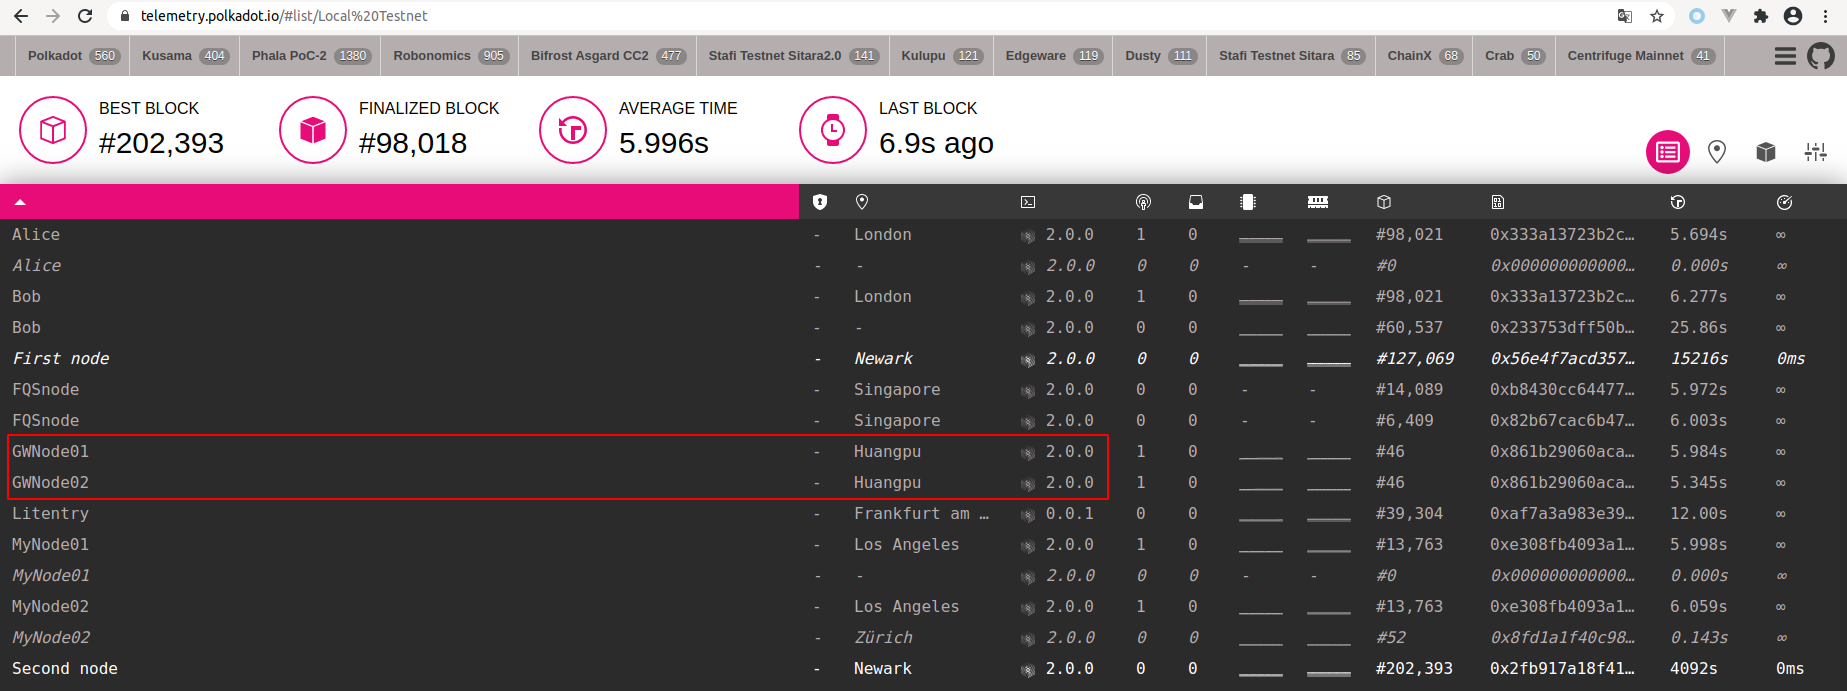 telemetry.polkadot.io/#list/Local%20Testnet
Polkadot 560 Kusama 404 Phala PoC-2 1380 Robonomics 905 Bifrost Asgard CC2 477 Stafi Testnet Sitara2.0 141 Kulupu 121 Edgeware 119 Dusty 111 Stafi Testnet Sitara 85 ChainX 68 Crab 50 Centrifuge Mainnet 41
BEST BLOCK FINALIZED BLOCK AVERAGE TIME LAST BLOCK
#202,393 #98,018 5.996s 6.9s ago
Alice - London 2.0.0 1 0 #98,021 0x333a13723b2c… 5.694s ∞
Alice - - 2.0.0 0 0 - - #0 0x000000000000… 0.000s ∞
Bob - London 2.0.0 1 0 #98,021 0x333a13723b2c… 6.277s ∞
Bob - - 2.0.0 0 0 #60,537 0x233753dff50b… 25.86s ∞
First node - Newark 2.0.0 0 0 #127,069 0x56e4f7acd357… 15216s 0ms
FQSnode - Singapore 2.0.0 0 0 - - #14,089 0xb8430cc64477… 5.972s ∞
FQSnode - Singapore 2.0.0 0 0 - - #6,409 0x82b67cac6b47… 6.003s ∞
GWNode01 - Huangpu 2.0.0 1 0 #46 0x861b29060aca… 5.984s ∞
GWNode02 - Huangpu 2.0.0 1 0 #46 0x861b29060aca… 5.345s ∞
Litentry - Frankfurt am … 0.0.1 0 0 #39,304 0xaf7a3a983e39… 12.00s ∞
MyNode01 - Los Angeles 2.0.0 1 0 #13,763 0xe308fb4093a1… 5.998s ∞
MyNode01 - - 2.0.0 0 0 - - #0 0x000000000000… 0.000s ∞
MyNode02 - Los Angeles 2.0.0 1 0 #13,763 0xe308fb4093a1… 6.059s ∞
MyNode02 - Zürich 2.0.0 0 0 #52 0x8fd1a1f40c98… 0.143s ∞
Second node - Newark 2.0.0 0 0 #202,393 0x2fb917a18f41… 4092s 0ms